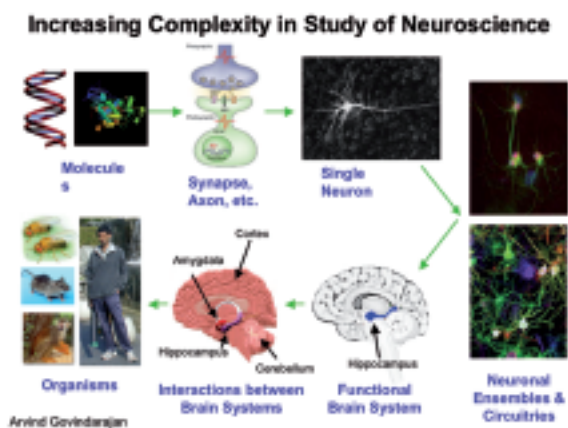 Increasing Complexity in Study of Neuroscience
Molecule
s
Synapse,
Axon, etc.
Single
Neuron
Cortex
Amygdala
Hippocampus
Cerebellum
Hippocampus
Organisms
Interactions between
Brain Systems
Functional
Brain System
Neuronal
Ensembles &
Circuitries
Arvind Govindarajan